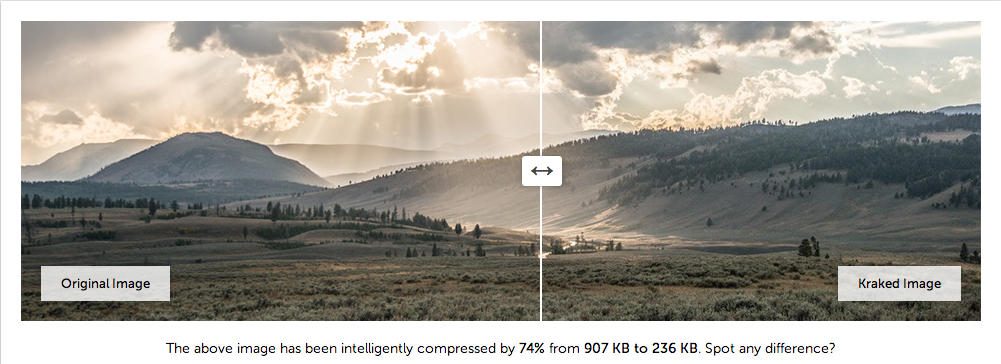 Original Image
Kraked Image
The above image has been intelligently compressed by 74% from 907 KB to 236 KB. Spot any difference?